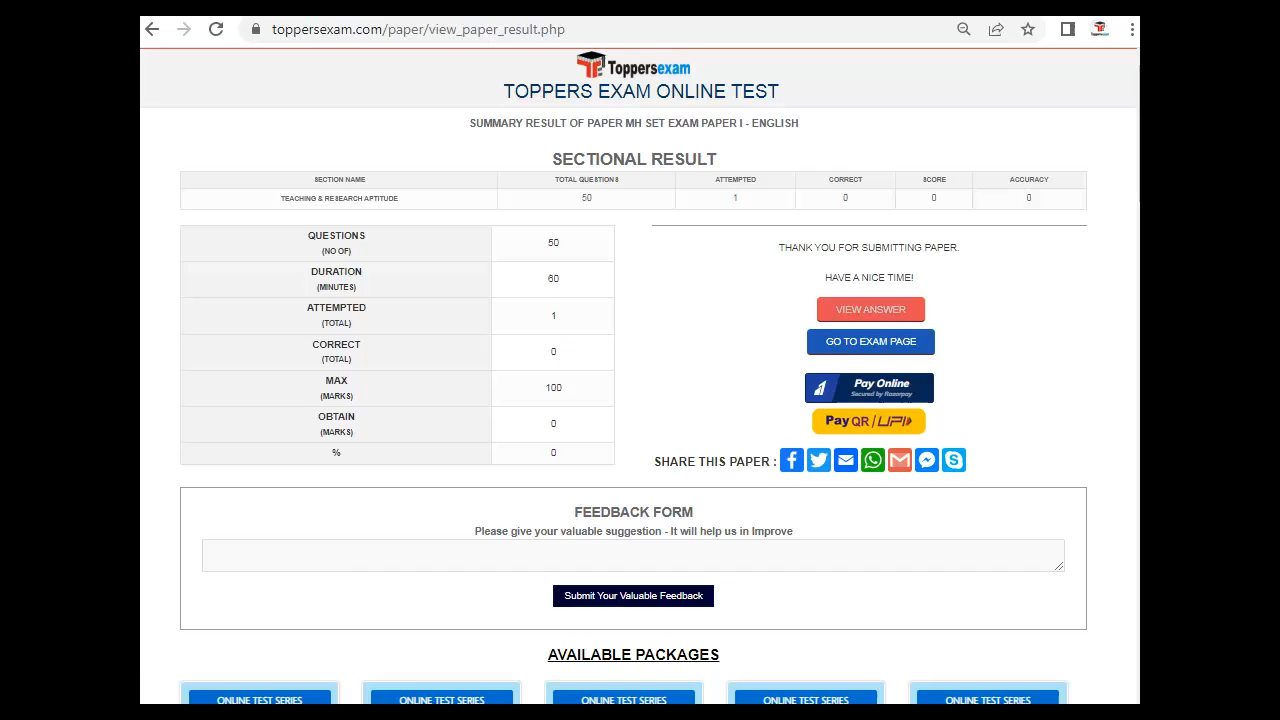 toppersexam.com/paper/view_paper_result.php
Toppersexam
TOPPERS EXAM ONLINE TEST
SUMMARY RESULT OF PAPER MH SET EXAM PAPER I - ENGLISH
SECTIONAL RESULT
SECTION NAME TOTAL QUESTIONS ATTEMPTED CORRECT SCORE ACCURACY
TEACHING & RESEARCH APTITUDE 50 1 0 0 0
QUESTIONS
(NO OF)
50
DURATION
(MINUTES)
60
ATTEMPTED
(TOTAL)
1
CORRECT
(TOTAL)
0
MAX
(MARKS)
100
OBTAIN
(MARKS)
0
% 0
THANK YOU FOR SUBMITTING PAPER.
HAVE A NICE TIME!
VIEW ANSWER
GO TO EXAM PAGE
Pay Online
Secured by Razorpay
Pay QR / UPI
SHARE THIS PAPER :
FEEDBACK FORM
Please give your valuable suggestion - It will help us in Improve
Submit Your Valuable Feedback
AVAILABLE PACKAGES
ONLINE TEST SERIES ONLINE TEST SERIES ONLINE TEST SERIES ONLINE TEST SERIES ONLINE TEST SERIES